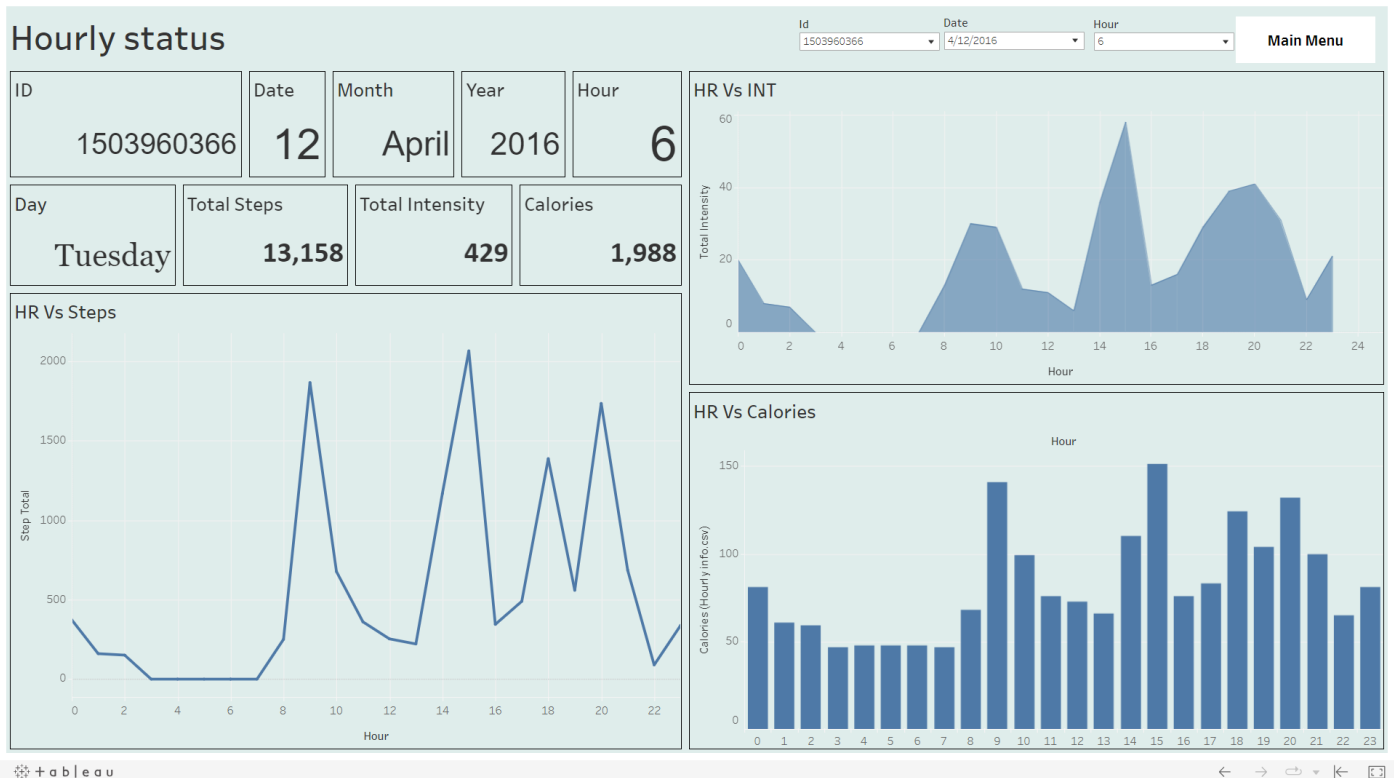 Hourly status
Id
1503960366
Date
4/12/2016
Hour
6
Main Menu
ID
1503960366
Date
12
Month
April
Year
2016
Hour
6
Day
Tuesday
Total Steps
13,158
Total Intensity
429
Calories
1,988
HR Vs Steps
Step Total
2000
1500
1000
500
0
0 2 4 6 8 10 12 14 16 18 20 22
Hour
HR Vs INT
Total Intensity
60
40
20
0
0 2 4 6 8 10 12 14 16 18 20 22 24
Hour
HR Vs Calories
Hour
Calories (Hourly info.csv)
150
100
50
0
0 1 2 3 4 5 6 7 8 9 10 11 12 13 14 15 16 17 18 19 20 21 22 23
+ a b l e a u